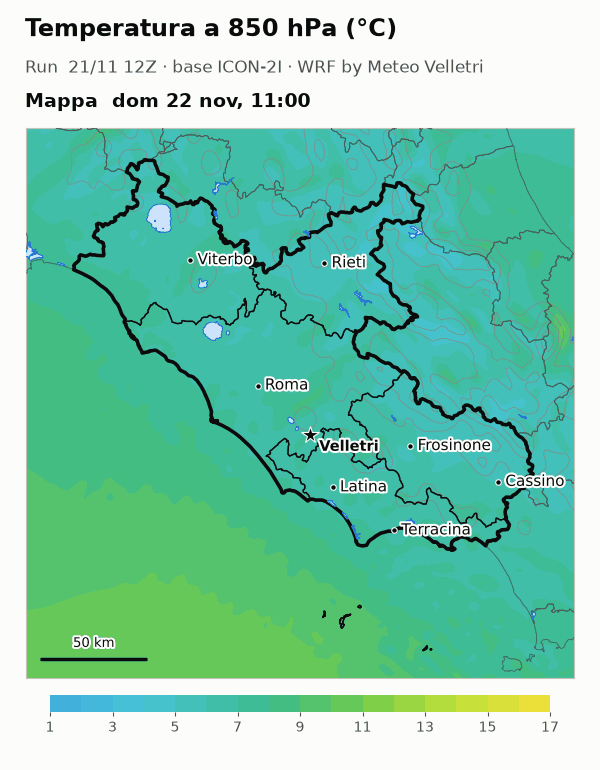 Temperatura a 850 hPa (°C)
Run  21/11 12Z · base ICON-2I · WRF by Meteo Velletri
Mappa  dom 22 nov, 11:00
Viterbo
Rieti
Roma
Velletri
Frosinone
Cassino
Latina
Terracina
50 km
1 3 5 7 9 11 13 15 17